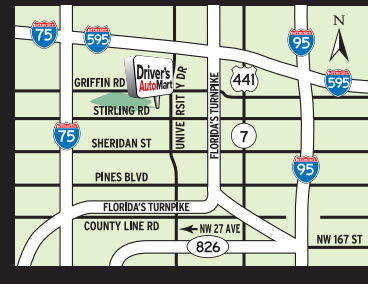 N
75
595
95
Driver's
AutoMart
441
595
GRIFFIN RD
STIRLING RD
UNIVERSITY DR
FLORIDA'S TURNPIKE
75
SHERIDAN ST
7
95
PINES BLVD
FLORIDA'S TURNPIKE
COUNTY LINE RD
NW 27 AVE
826
NW 167 ST